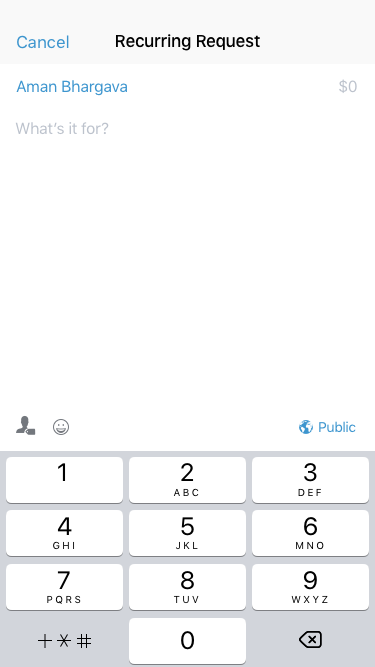 Cancel Recurring Request
Aman Bhargava $0
What's it for?
Public
1 2 3
ABC DEF
4 5 6
GHI JKL MNO
7 8 9
PQRS TUV WXYZ
+*# 0